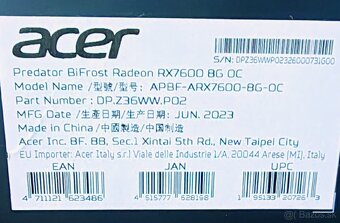 acer
S/N: DPZ36WWP0232600073IG00
Predator BiFrost Radeon RX7600 8G OC
Model Name /型號/型号: APBF-ARX7600-8G-OC
Part Number: DP.Z36WW.P02
MFG Date /生產日期/生产日期: JUN. 2023
Made in China /中國製造/中国制造
Acer Inc. 8F, 88, Sec.1, Xintai 5th Rd., New Taipei City
EU Importer: Acer Italy s.r.l Viale delle Industrie 1/A, 20044 Arese (MI), Italy
EAN JAN UPC
4 711121 623486 4 515777 628198 1 95133 20726 3